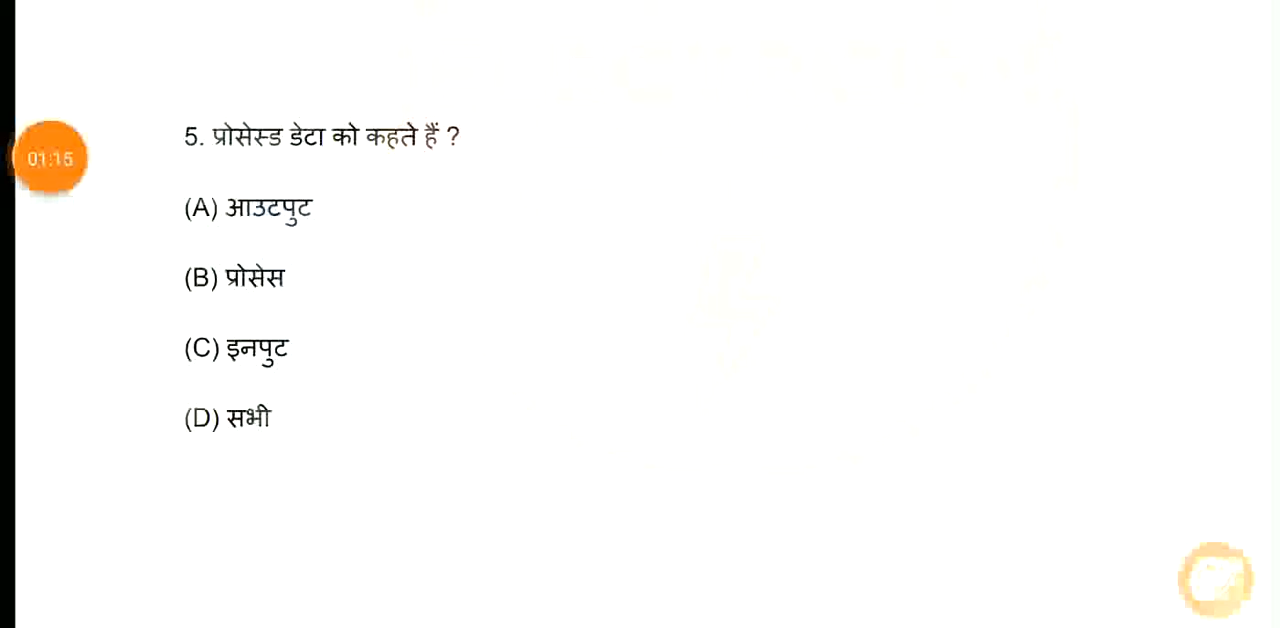 5. प्रोसेस्ड डेटा को कहते हैं ?
01:15
(A) आउटपुट
(B) प्रोसेस
(C) इनपुट
(D) सभी